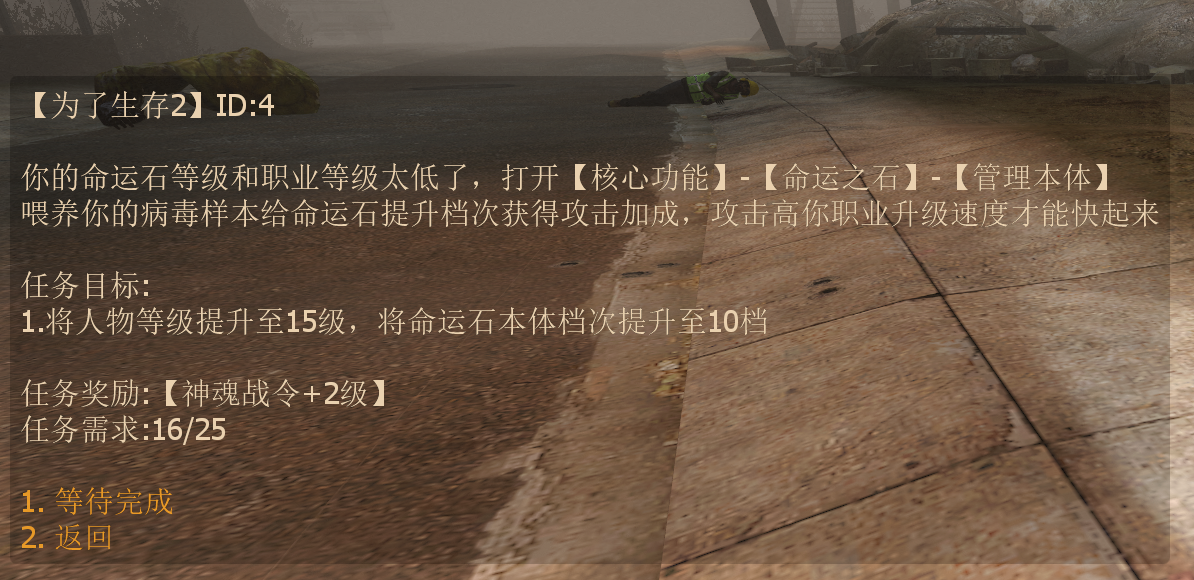 【为了生存2】ID:4
你的命运石等级和职业等级太低了，打开【核心功能】-【命运之石】-【管理本体】
喂养你的病毒样本给命运石提升档次获得攻击加成，攻击高你职业升级速度才能快起来
任务目标:
1.将人物等级提升至15级，将命运石本体档次提升至10档
任务奖励:【神魂战令+2级】
任务需求:16/25
1. 等待完成
2. 返回